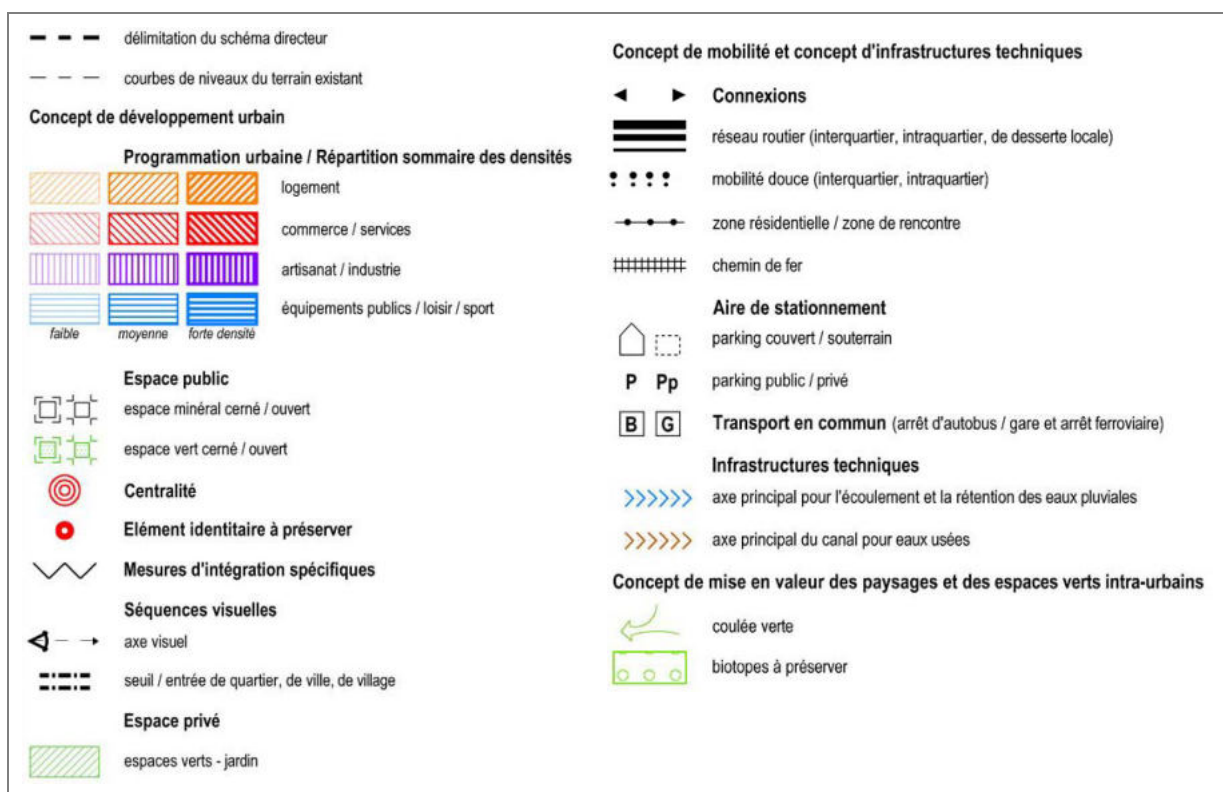 délimitation du schéma directeur
courbes de niveaux du terrain existant
Concept de développement urbain
Programmation urbaine / Répartition sommaire des densités
logement
commerce / services
artisanat / industrie
équipements publics / loisir / sport
faible moyenne forte densité
Espace public
espace minéral cerné / ouvert
espace vert cerné / ouvert
Centralité
Elément identitaire à préserver
Mesures d'intégration spécifiques
Séquences visuelles
axe visuel
seuil / entrée de quartier, de ville, de village
Espace privé
espaces verts - jardin
Concept de mobilité et concept d'infrastructures techniques
Connexions
réseau routier (interquartier, intraquartier, de desserte locale)
mobilité douce (interquartier, intraquartier)
zone résidentielle / zone de rencontre
chemin de fer
Aire de stationnement
parking couvert / souterrain
P Pp parking public / privé
B G Transport en commun (arrêt d'autobus / gare et arrêt ferroviaire)
Infrastructures techniques
axe principal pour l'écoulement et la rétention des eaux pluviales
axe principal du canal pour eaux usées
Concept de mise en valeur des paysages et des espaces verts intra-urbains
coulée verte
biotopes à préserver